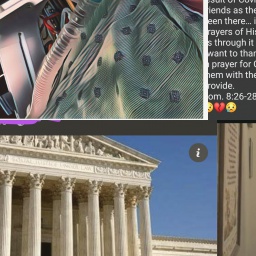 sult of Cov
iends as the
een there... i
rayers of His
s through it
want to than
prayer for C
hem with the
rovide.
om. 8:26-28
😥💔😢
i